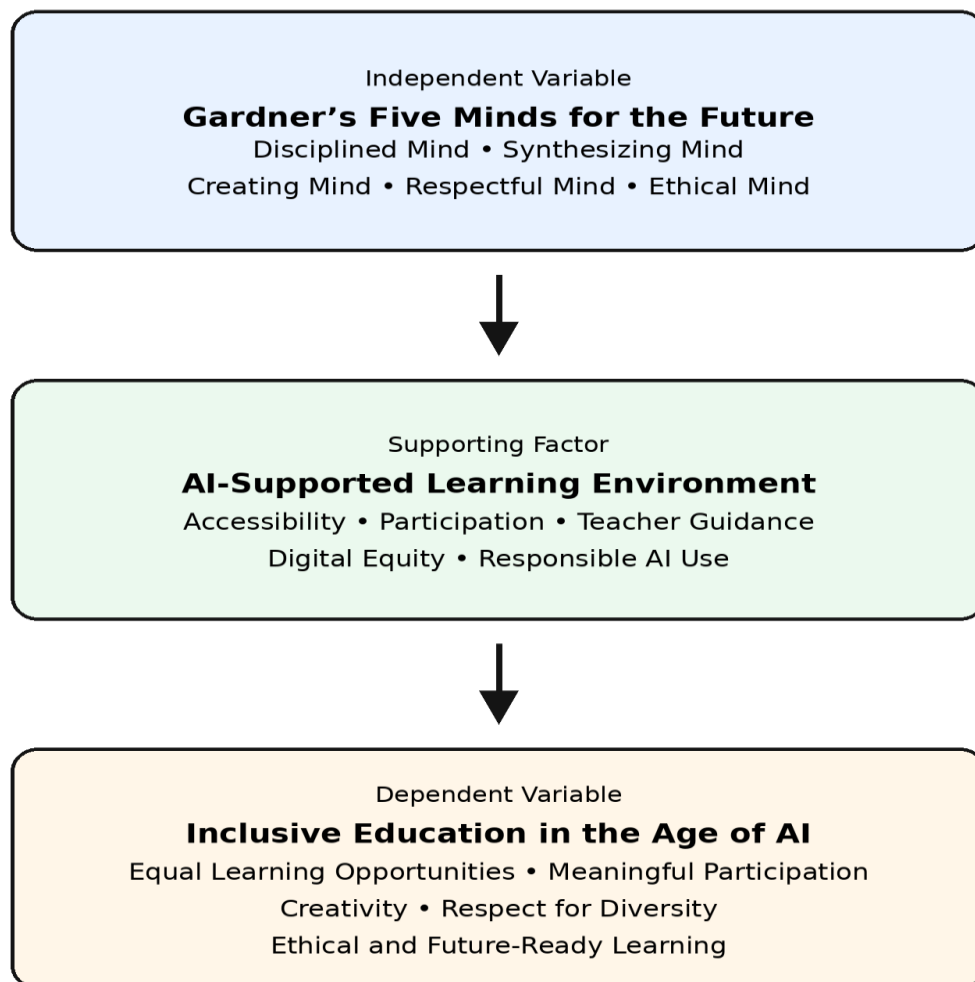 Independent Variable
Gardner’s Five Minds for the Future
Disciplined Mind • Synthesizing Mind
Creating Mind • Respectful Mind • Ethical Mind
Supporting Factor
AI-Supported Learning Environment
Accessibility • Participation • Teacher Guidance
Digital Equity • Responsible AI Use
Dependent Variable
Inclusive Education in the Age of AI
Equal Learning Opportunities • Meaningful Participation
Creativity • Respect for Diversity
Ethical and Future-Ready Learning